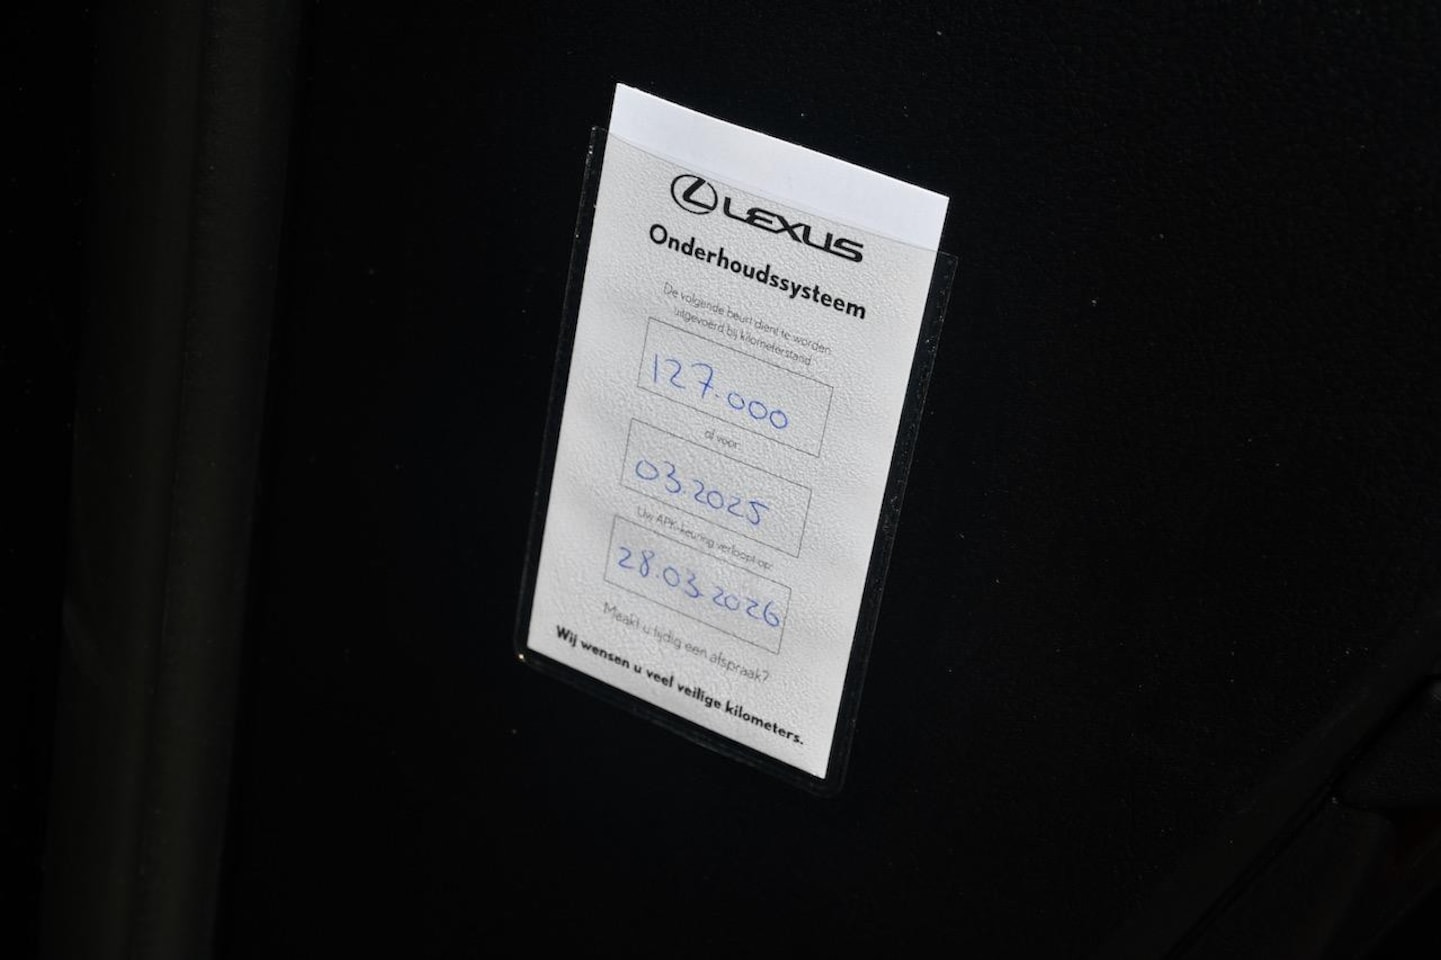 LEXUS
Onderhoudssysteem
De volgende beurt dient te worden
uitgevoerd bij kilometerstand
127.000
of voor:
03.2025
Uw APK-keuring verloopt op:
28.03.2026
Maakt u tijdig een afspraak?
Wij wensen u veel veilige kilometers.